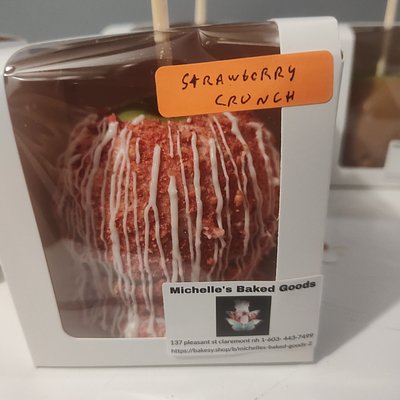 STRAWBERRY
CRUNCH
Michelle's Baked Goods
137 pleasant st claremont nh 1-603- 443-7499
https://bakesy.shop/b/michelles-baked-goods-2